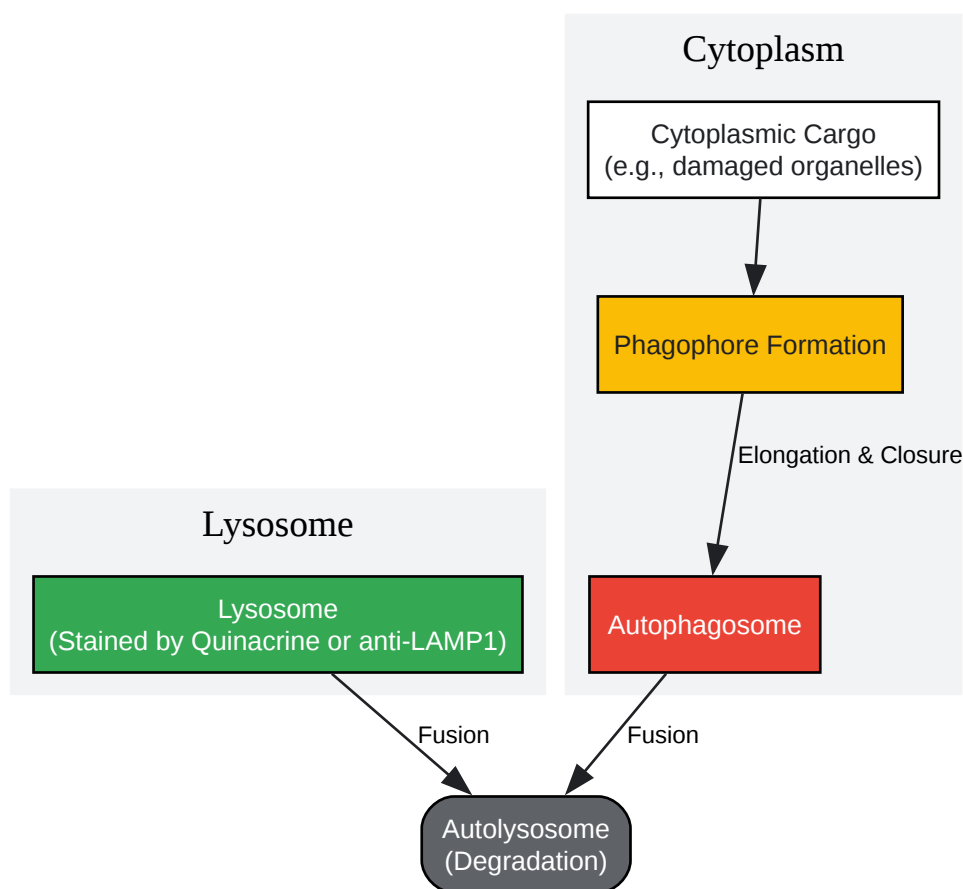 Cytoplasm
Cytoplasmic Cargo
(e.g., damaged organelles)
Phagophore Formation
Elongation & Closure
Lysosome
Lysosome
(Stained by Quinacrine or anti-LAMP1)
Autophagosome
Fusion
Fusion
Autolysosome
(Degradation)